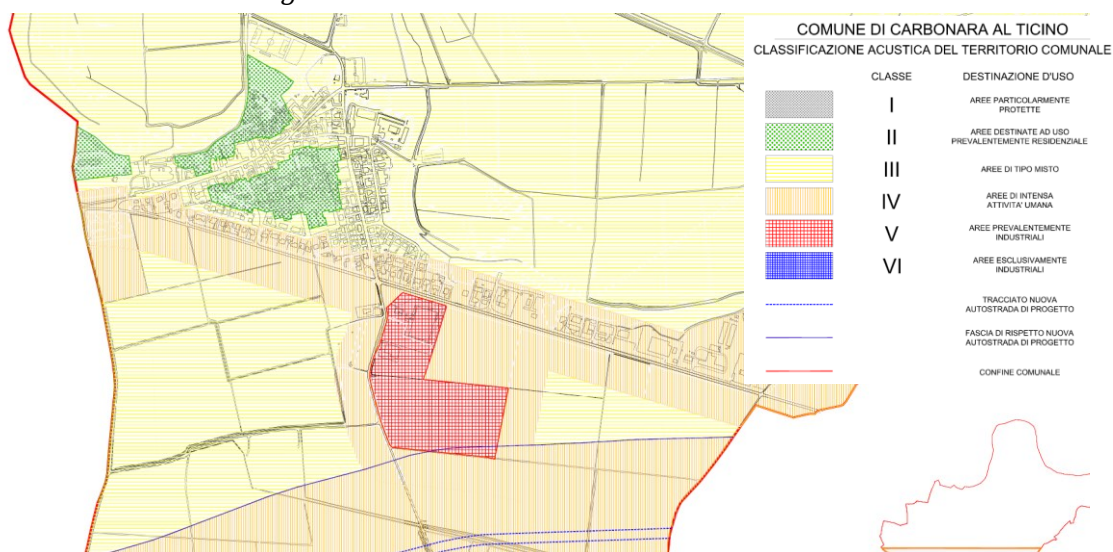 COMUNE DI CARBONARA AL TICINO
CLASSIFICAZIONE ACUSTICA DEL TERRITORIO COMUNALE
CLASSE DESTINAZIONE D'USO
I AREE PARTICOLARMENTE
PROTETTE
II AREE DESTINATE AD USO
PREVALENTEMENTE RESIDENZIALE
III AREE DI TIPO MISTO
IV AREE DI INTENSA
ATTIVITA' UMANA
V AREE PREVALENTEMENTE
INDUSTRIALI
VI AREE ESCLUSIVAMENTE
INDUSTRIALI
TRACCIATO NUOVA
AUTOSTRADA DI PROGETTO
FASCIA DI RISPETTO NUOVA
AUTOSTRADA DI PROGETTO
CONFINE COMUNALE